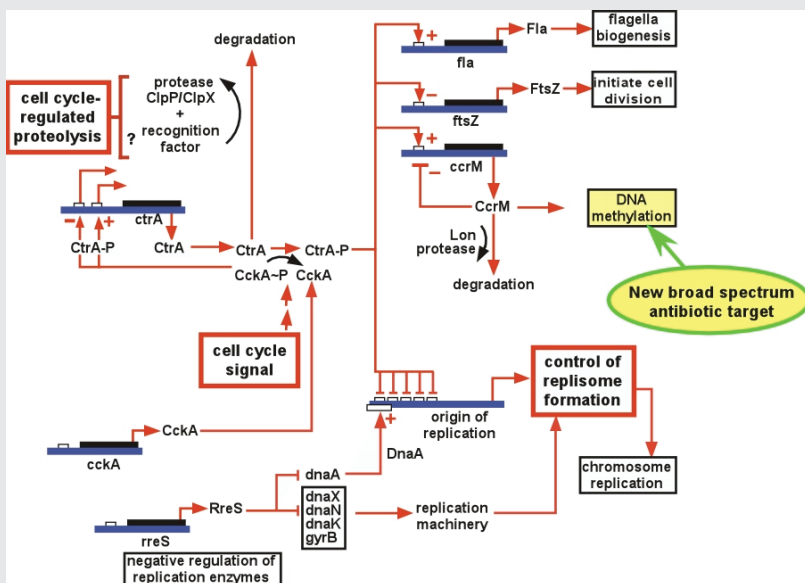 degradation
protease
ClpP/ClpX
+
recognition
factor
?
cell cycle-
regulated
proteolysis
ctrA
−
+
CtrA-P
CtrA
CtrA
CtrA-P
CckA~P
CckA
cell cycle
signal
CckA
cckA
+
fla
Fla
flagella
biogenesis
−
ftsZ
FtsZ
initiate cell
division
+
ccrM
−
CcrM
DNA
methylation
Lon
protease
degradation
New broad spectrum
antibiotic target
control of
replisome
formation
origin of
replication
+
DnaA
chromosome
replication
dnaA
RreS
dnaX
dnaN
dnaK
gyrB
replication
machinery
rreS
negative regulation of
replication enzymes